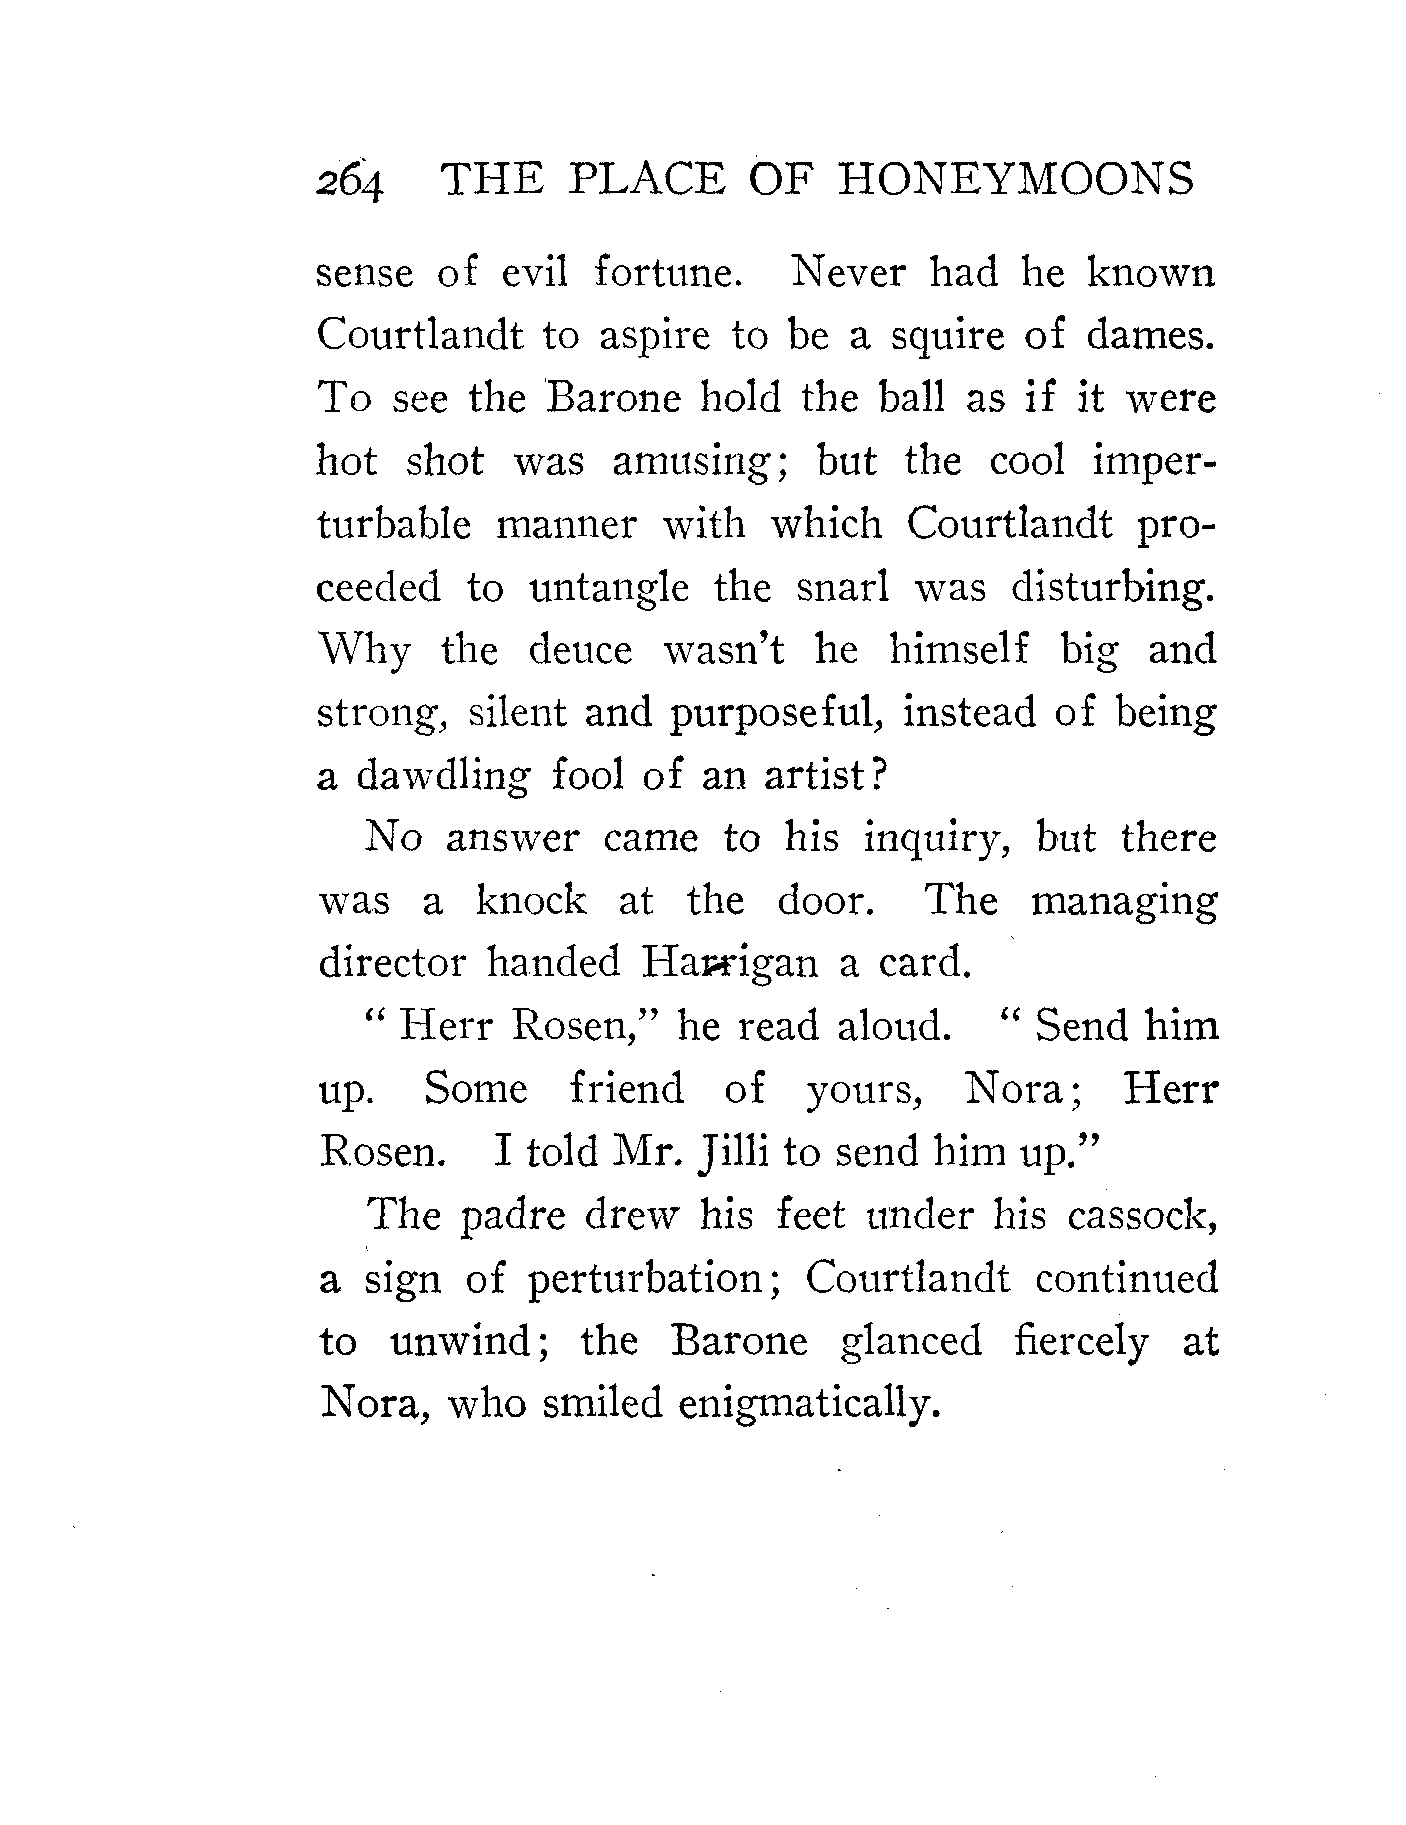 264 THE PLACE OF HONEYMOONS
sense of evil fortune. Never had he known
Courtlandt to aspire to be a squire of dames.
To see the Barone hold the ball as if it were
hot shot was amusing; but the cool imper-
turbable manner with which Courtlandt pro-
ceeded to untangle the snarl was disturbing.
Why the deuce wasn't he himself big and
strong, silent and purposeful, instead of being
a dawdling fool of an artist?
No answer came to his inquiry, but there
was a knock at the door. The managing
director handed Harrigan a card.
" Herr Rosen," he read aloud. " Send him
up. Some friend of yours, Nora; Herr
Rosen. I told Mr. Jilli to send him up."
The padre drew his feet under his cassock,
a sign of perturbation; Courtlandt continued
to unwind; the Barone glanced fiercely at
Nora, who smiled enigmatically.